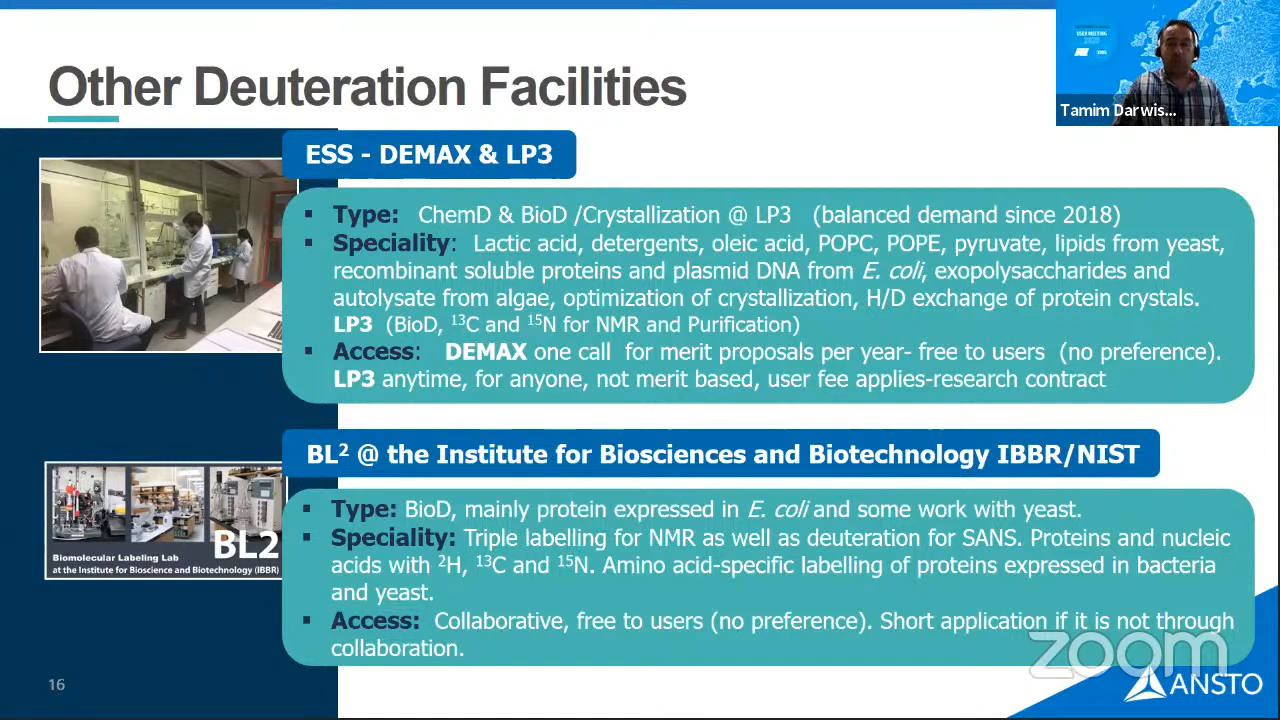 Other Deuteration Facilities
USER MEETING
2020
Tamim Darwis...
ESS - DEMAX & LP3
▪ Type: ChemD & BioD /Crystallization @ LP3 (balanced demand since 2018)
▪ Speciality: Lactic acid, detergents, oleic acid, POPC, POPE, pyruvate, lipids from yeast,
recombinant soluble proteins and plasmid DNA from E. coli, exopolysaccharides and
autolysate from algae, optimization of crystallization, H/D exchange of protein crystals.
LP3 (BioD, ¹³C and ¹⁵N for NMR and Purification)
▪ Access: DEMAX one call for merit proposals per year- free to users (no preference).
LP3 anytime, for anyone, not merit based, user fee applies-research contract
BL² @ the Institute for Biosciences and Biotechnology IBBR/NIST
▪ Type: BioD, mainly protein expressed in E. coli and some work with yeast.
▪ Speciality: Triple labelling for NMR as well as deuteration for SANS. Proteins and nucleic
acids with ²H, ¹³C and ¹⁵N. Amino acid-specific labelling of proteins expressed in bacteria
and yeast.
▪ Access: Collaborative, free to users (no preference). Short application if it is not through
collaboration.
BL2
Biomolecular Labeling Lab
at the Institute for Bioscience and Biotechnology (IBBR)
16
zoom
ANSTO